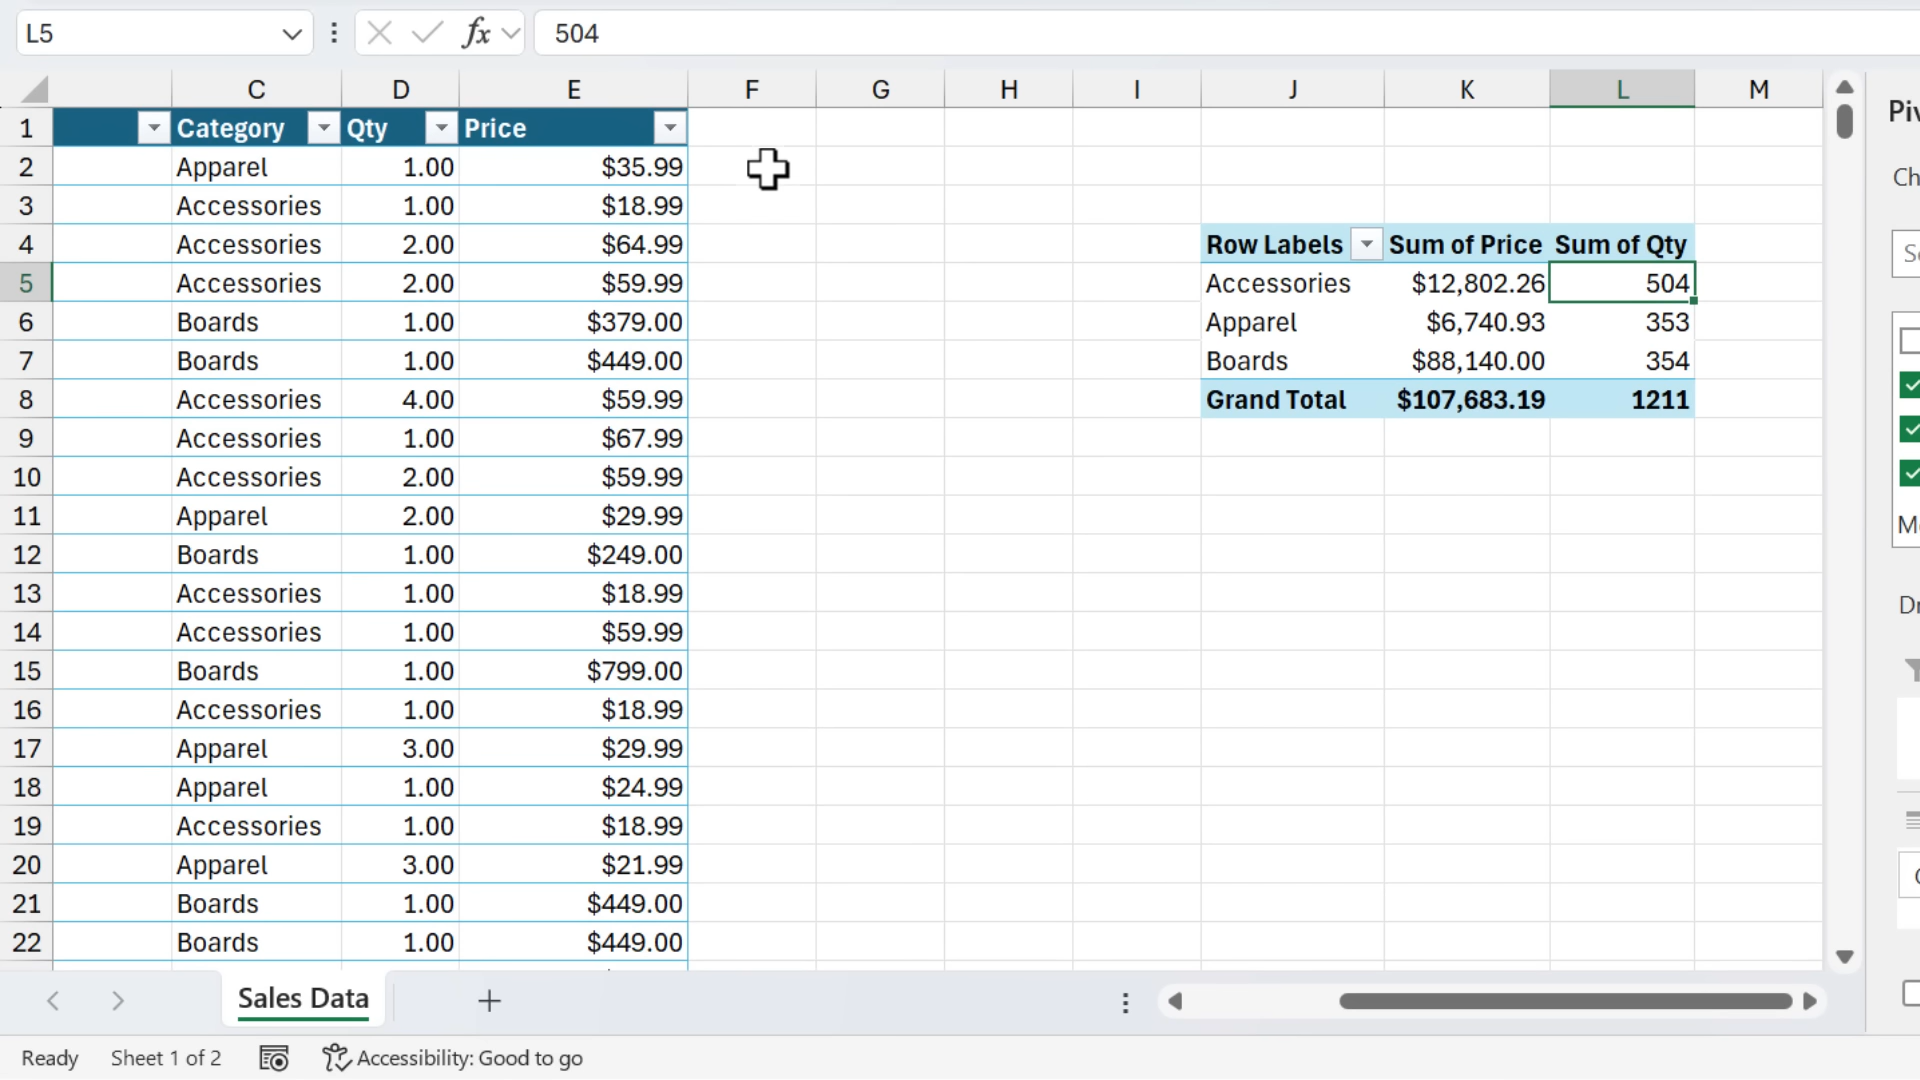 L5 fx 504
C D E F G H I J K L M
1 Category Qty Price
2 Apparel 1.00 $35.99
3 Accessories 1.00 $18.99
4 Accessories 2.00 $64.99 Row Labels Sum of Price Sum of Qty
5 Accessories 2.00 $59.99 Accessories $12,802.26 504
6 Boards 1.00 $379.00 Apparel $6,740.93 353
7 Boards 1.00 $449.00 Boards $88,140.00 354
8 Accessories 4.00 $59.99 Grand Total $107,683.19 1211
9 Accessories 1.00 $67.99
10 Accessories 2.00 $59.99
11 Apparel 2.00 $29.99
12 Boards 1.00 $249.00
13 Accessories 1.00 $18.99
14 Accessories 1.00 $59.99
15 Boards 1.00 $799.00
16 Accessories 1.00 $18.99
17 Apparel 3.00 $29.99
18 Apparel 1.00 $24.99
19 Accessories 1.00 $18.99
20 Apparel 3.00 $21.99
21 Boards 1.00 $449.00
22 Boards 1.00 $449.00
Sales Data
Ready Sheet 1 of 2 Accessibility: Good to go